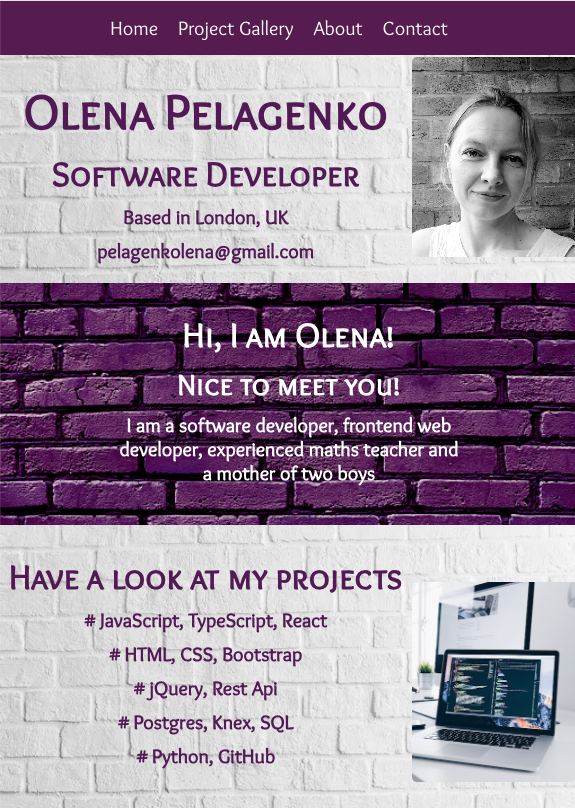 Home Project Gallery About Contact
Olena Pelagenko
Software Developer
Based in London, UK
pelagenkolena@gmail.com
Hi, I am Olena!
Nice to meet you!
I am a software developer, frontend web
developer, experienced maths teacher and
a mother of two boys
Have a look at my projects
# JavaScript, TypeScript, React
# HTML, CSS, Bootstrap
# jQuery, Rest Api
# Postgres, Knex, SQL
# Python, GitHub